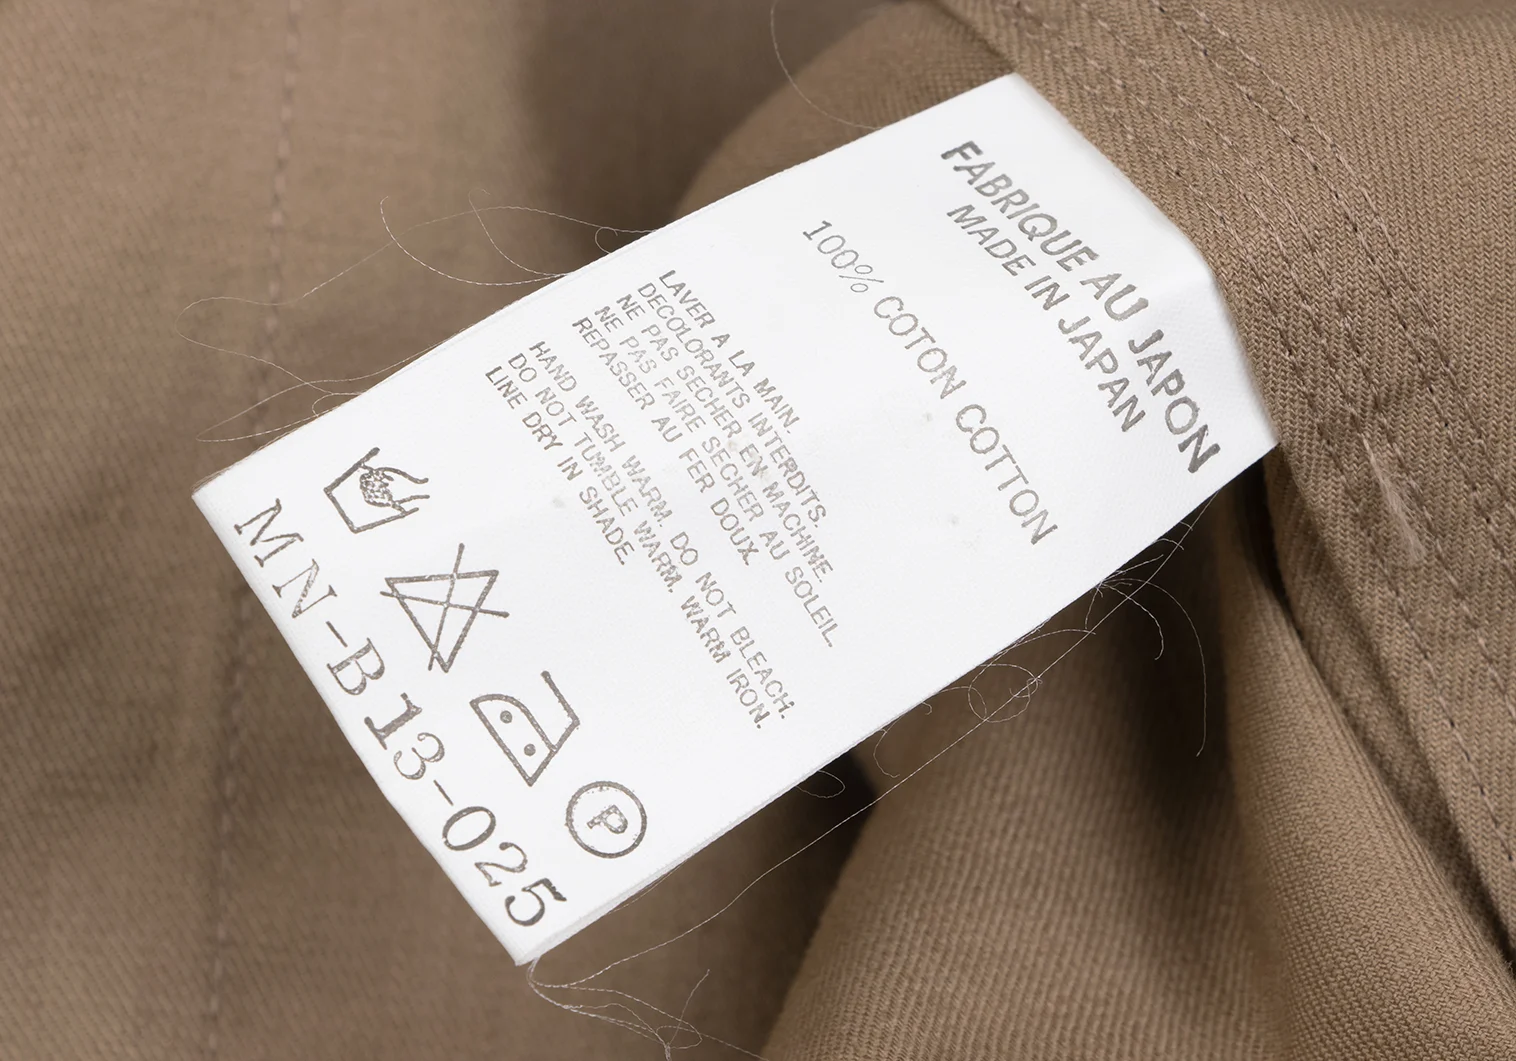 FABRIQUE AU JAPON
MADE IN JAPAN
100% COTON COTTON
LAVER A LA MAIN.
DECOLORANTS INTERDITS.
NE PAS SECHER EN MACHINE.
NE PAS FAIRE SECHER AU SOLEIL.
REPASSER AU FER DOUX.
HAND WASH WARM. DO NOT BLEACH.
DO NOT TUMBLE WARM. WARM IRON.
LINE DRY IN SHADE.
P
MN-B13-025